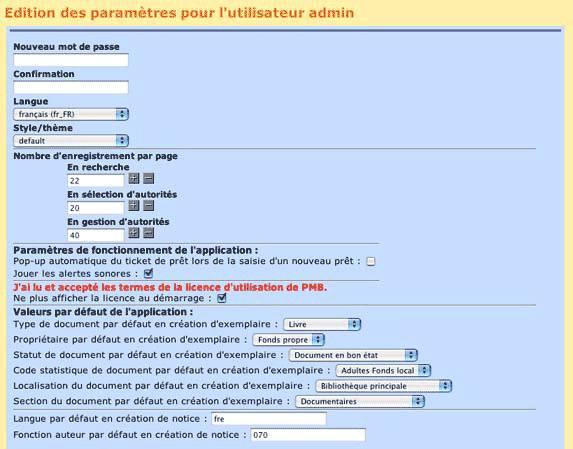 Edition des paramètres pour l'utilisateur admin
Nouveau mot de passe
Confirmation
Langue
français (fr_FR)
Style/thème
default
Nombre d'enregistrement par page
En recherche
22
En sélection d'autorités
20
En gestion d'autorités
40
Paramètres de fonctionnement de l'application :
Pop-up automatique du ticket de prêt lors de la saisie d'un nouveau prêt :
Jouer les alertes sonores :
J'ai lu et accepté les termes de la licence d'utilisation de PMB.
Ne plus afficher la licence au démarrage :
Valeurs par défaut de l'application :
Type de document par défaut en création d'exemplaire : Livre
Propriétaire par défaut en création d'exemplaire : Fonds propre
Statut de document par défaut en création d'exemplaire : Document en bon état
Code statistique de document par défaut en création d'exemplaire : Adultes Fonds local
Localisation du document par défaut en création d'exemplaire : Bibliothèque principale
Section du document par défaut en création d'exemplaire : Documentaires
Langue par défaut en création de notice : fre
Fonction auteur par défaut en création de notice : 070